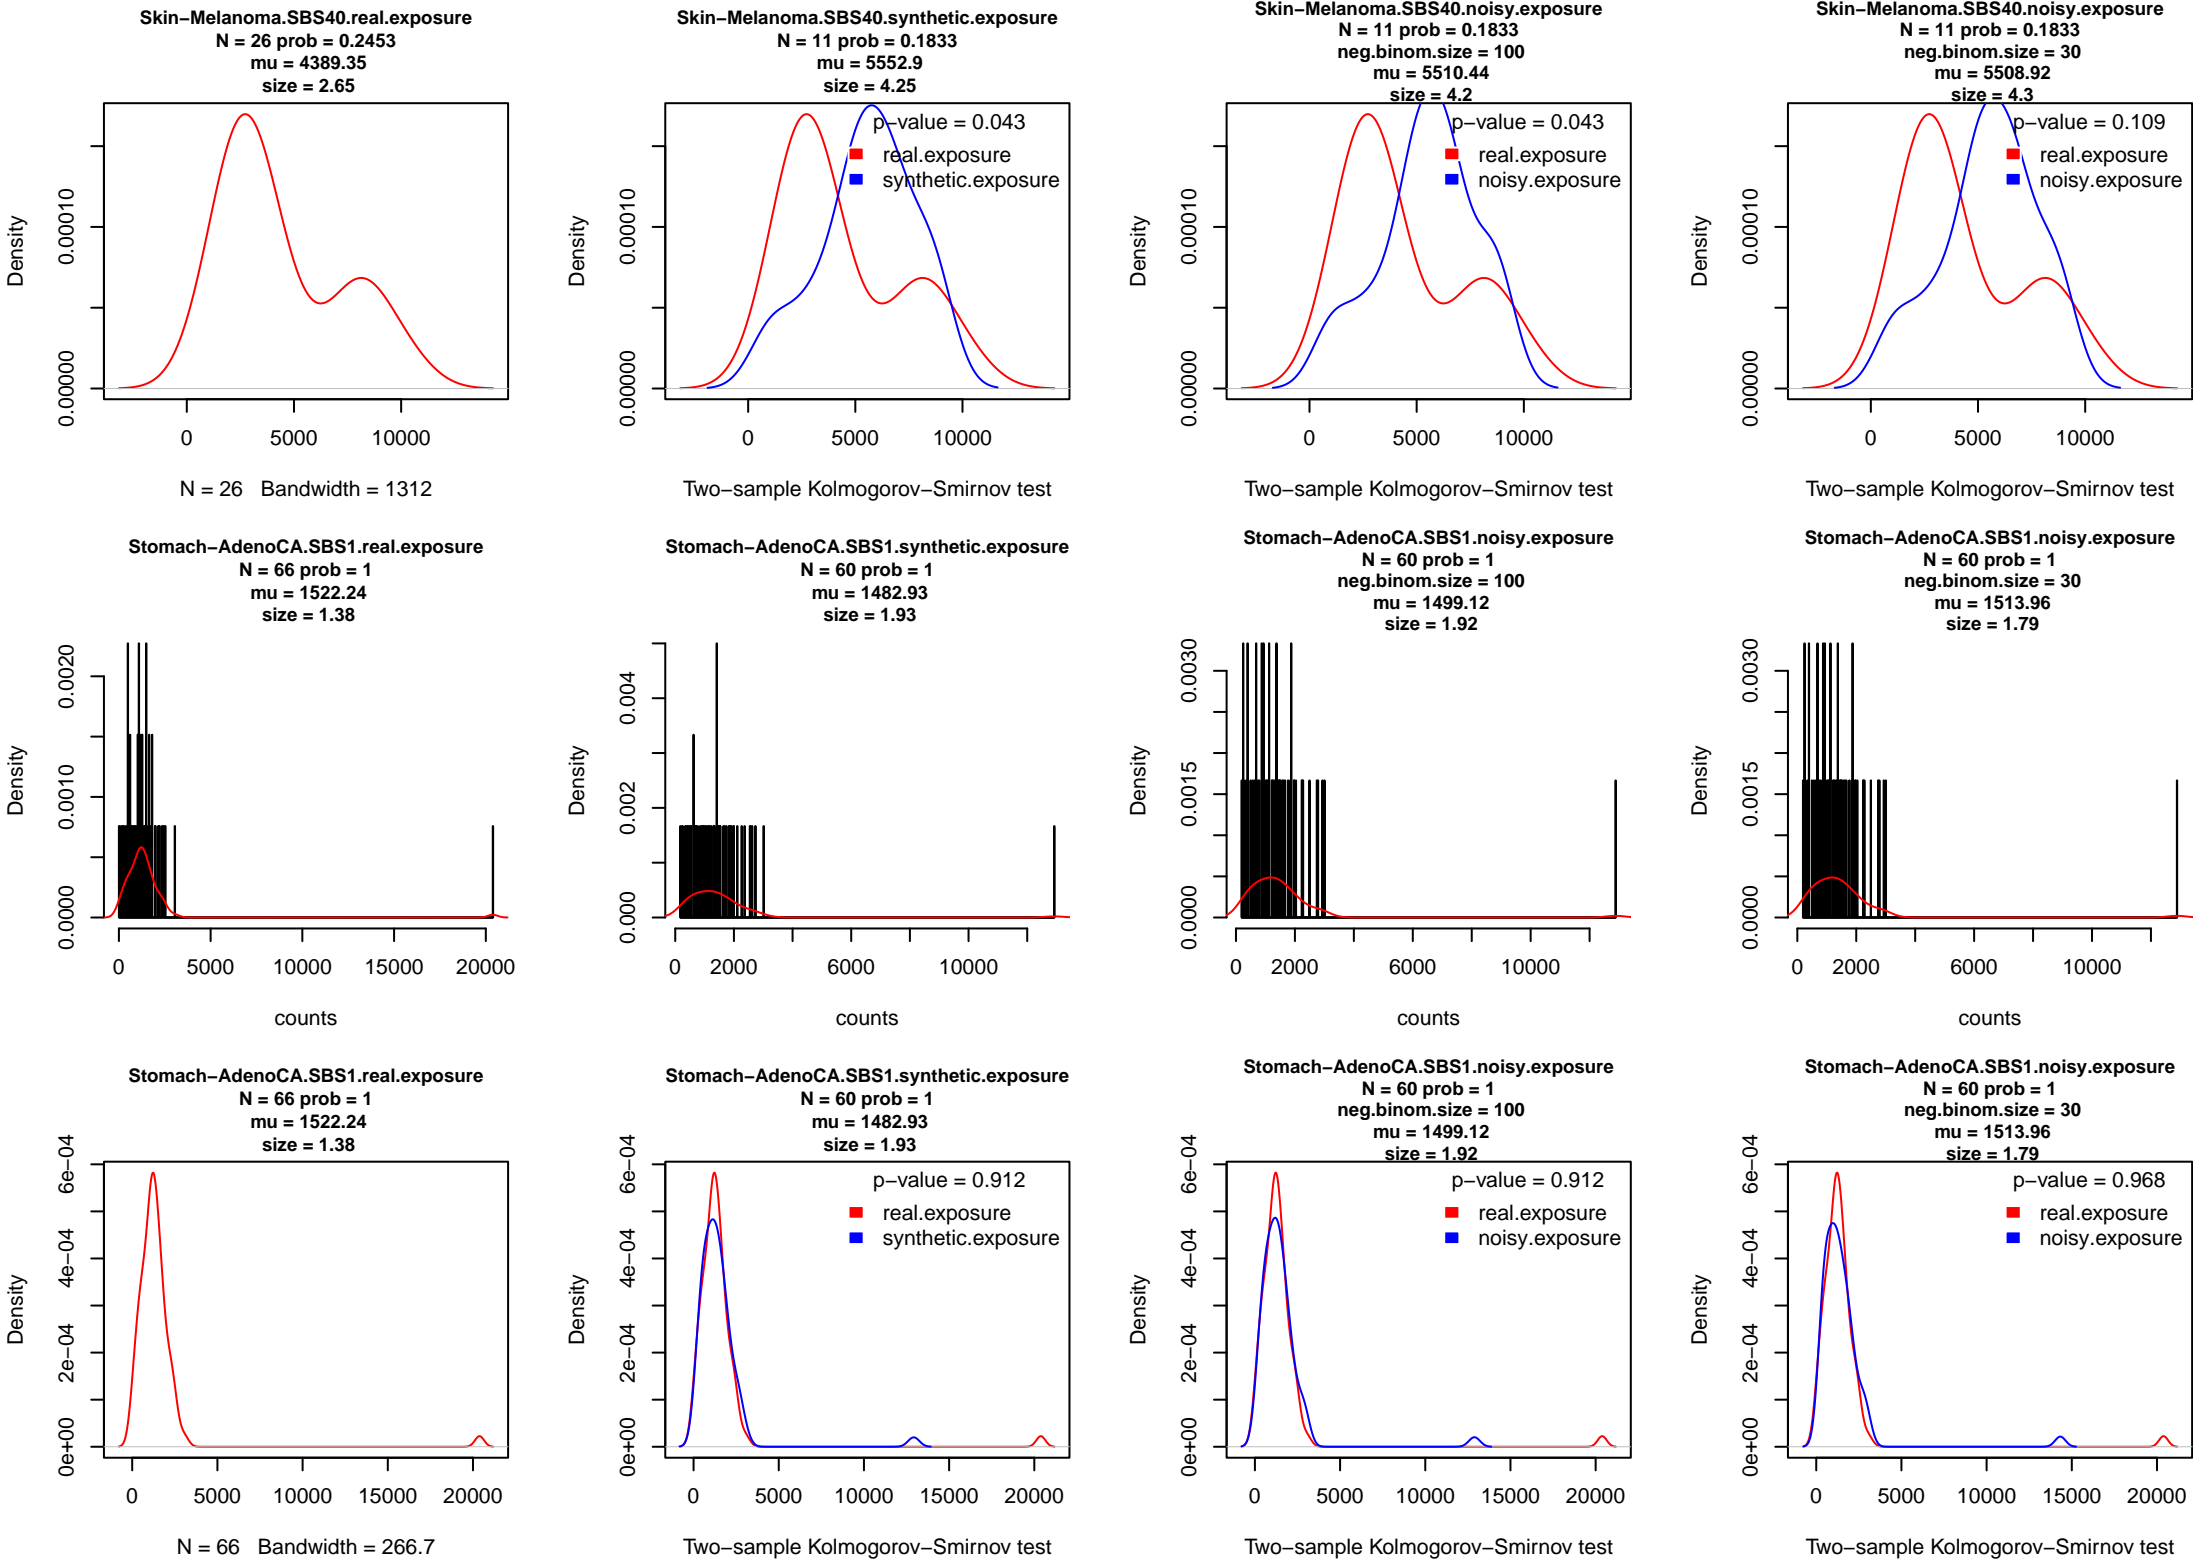 Skin−Melanoma.SBS40.real.exposure
N = 26 prob = 0.2453
mu = 4389.35
size = 2.65
Density
0.00000
0.00010
0
5000
10000
N = 26 Bandwidth = 1312
Skin−Melanoma.SBS40.synthetic.exposure
N = 11 prob = 0.1833
mu = 5552.9
size = 4.25
p−value = 0.043
real.exposure
synthetic.exposure
Density
0.00000
0.00010
0
5000
10000
Two−sample Kolmogorov−Smirnov test
Skin−Melanoma.SBS40.noisy.exposure
N = 11 prob = 0.1833
neg.binom.size = 100
mu = 5510.44
size = 4.2
p−value = 0.043
real.exposure
noisy.exposure
Density
0.00000
0.00010
0
5000
10000
Two−sample Kolmogorov−Smirnov test
Skin−Melanoma.SBS40.noisy.exposure
N = 11 prob = 0.1833
neg.binom.size = 30
mu = 5508.92
size = 4.3
p−value = 0.109
real.exposure
noisy.exposure
Density
0.00000
0.00010
0
5000
10000
Two−sample Kolmogorov−Smirnov test
Stomach−AdenoCA.SBS1.real.exposure
N = 66 prob = 1
mu = 1522.24
size = 1.38
Density
0.0000
0.0010
0.0020
0
5000
10000
15000
20000
counts
Stomach−AdenoCA.SBS1.synthetic.exposure
N = 60 prob = 1
mu = 1482.93
size = 1.93
Density
0.000
0.002
0.004
0
2000
6000
10000
counts
Stomach−AdenoCA.SBS1.noisy.exposure
N = 60 prob = 1
neg.binom.size = 100
mu = 1499.12
size = 1.92
Density
0.0000
0.0015
0.0030
0
2000
6000
10000
counts
Stomach−AdenoCA.SBS1.noisy.exposure
N = 60 prob = 1
neg.binom.size = 30
mu = 1513.96
size = 1.79
Density
0.0000
0.0015
0.0030
0
2000
6000
10000
counts
Stomach−AdenoCA.SBS1.real.exposure
N = 66 prob = 1
mu = 1522.24
size = 1.38
Density
0e+00
2e−04
4e−04
6e−04
0
5000
10000
15000
20000
N = 66 Bandwidth = 266.7
Stomach−AdenoCA.SBS1.synthetic.exposure
N = 60 prob = 1
mu = 1482.93
size = 1.93
p−value = 0.912
real.exposure
synthetic.exposure
Density
0e+00
2e−04
4e−04
6e−04
0
5000
10000
15000
20000
Two−sample Kolmogorov−Smirnov test
Stomach−AdenoCA.SBS1.noisy.exposure
N = 60 prob = 1
neg.binom.size = 100
mu = 1499.12
size = 1.92
p−value = 0.912
real.exposure
noisy.exposure
Density
0e+00
2e−04
4e−04
6e−04
0
5000
10000
15000
20000
Two−sample Kolmogorov−Smirnov test
Stomach−AdenoCA.SBS1.noisy.exposure
N = 60 prob = 1
neg.binom.size = 30
mu = 1513.96
size = 1.79
p−value = 0.968
real.exposure
noisy.exposure
Density
0e+00
2e−04
4e−04
6e−04
0
5000
10000
15000
20000
Two−sample Kolmogorov−Smirnov test